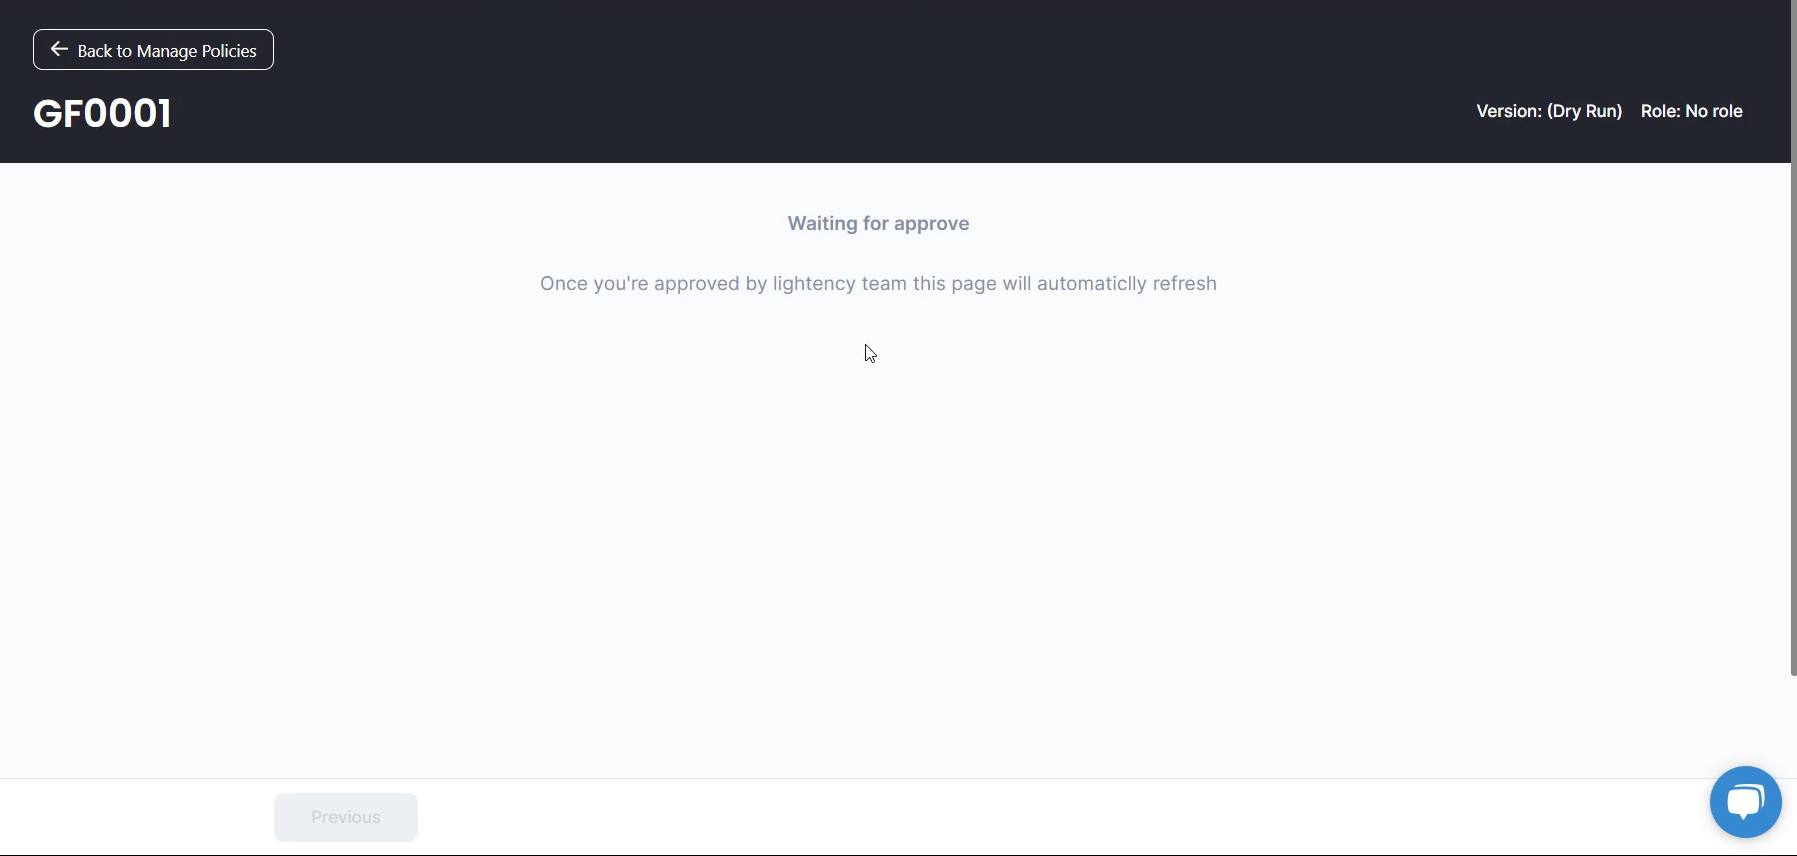 Back to Manage Policies
GF0001
Version: (Dry Run) Role: No role
Waiting for approve
Once you're approved by lightency team this page will automaticlly refresh
Previous